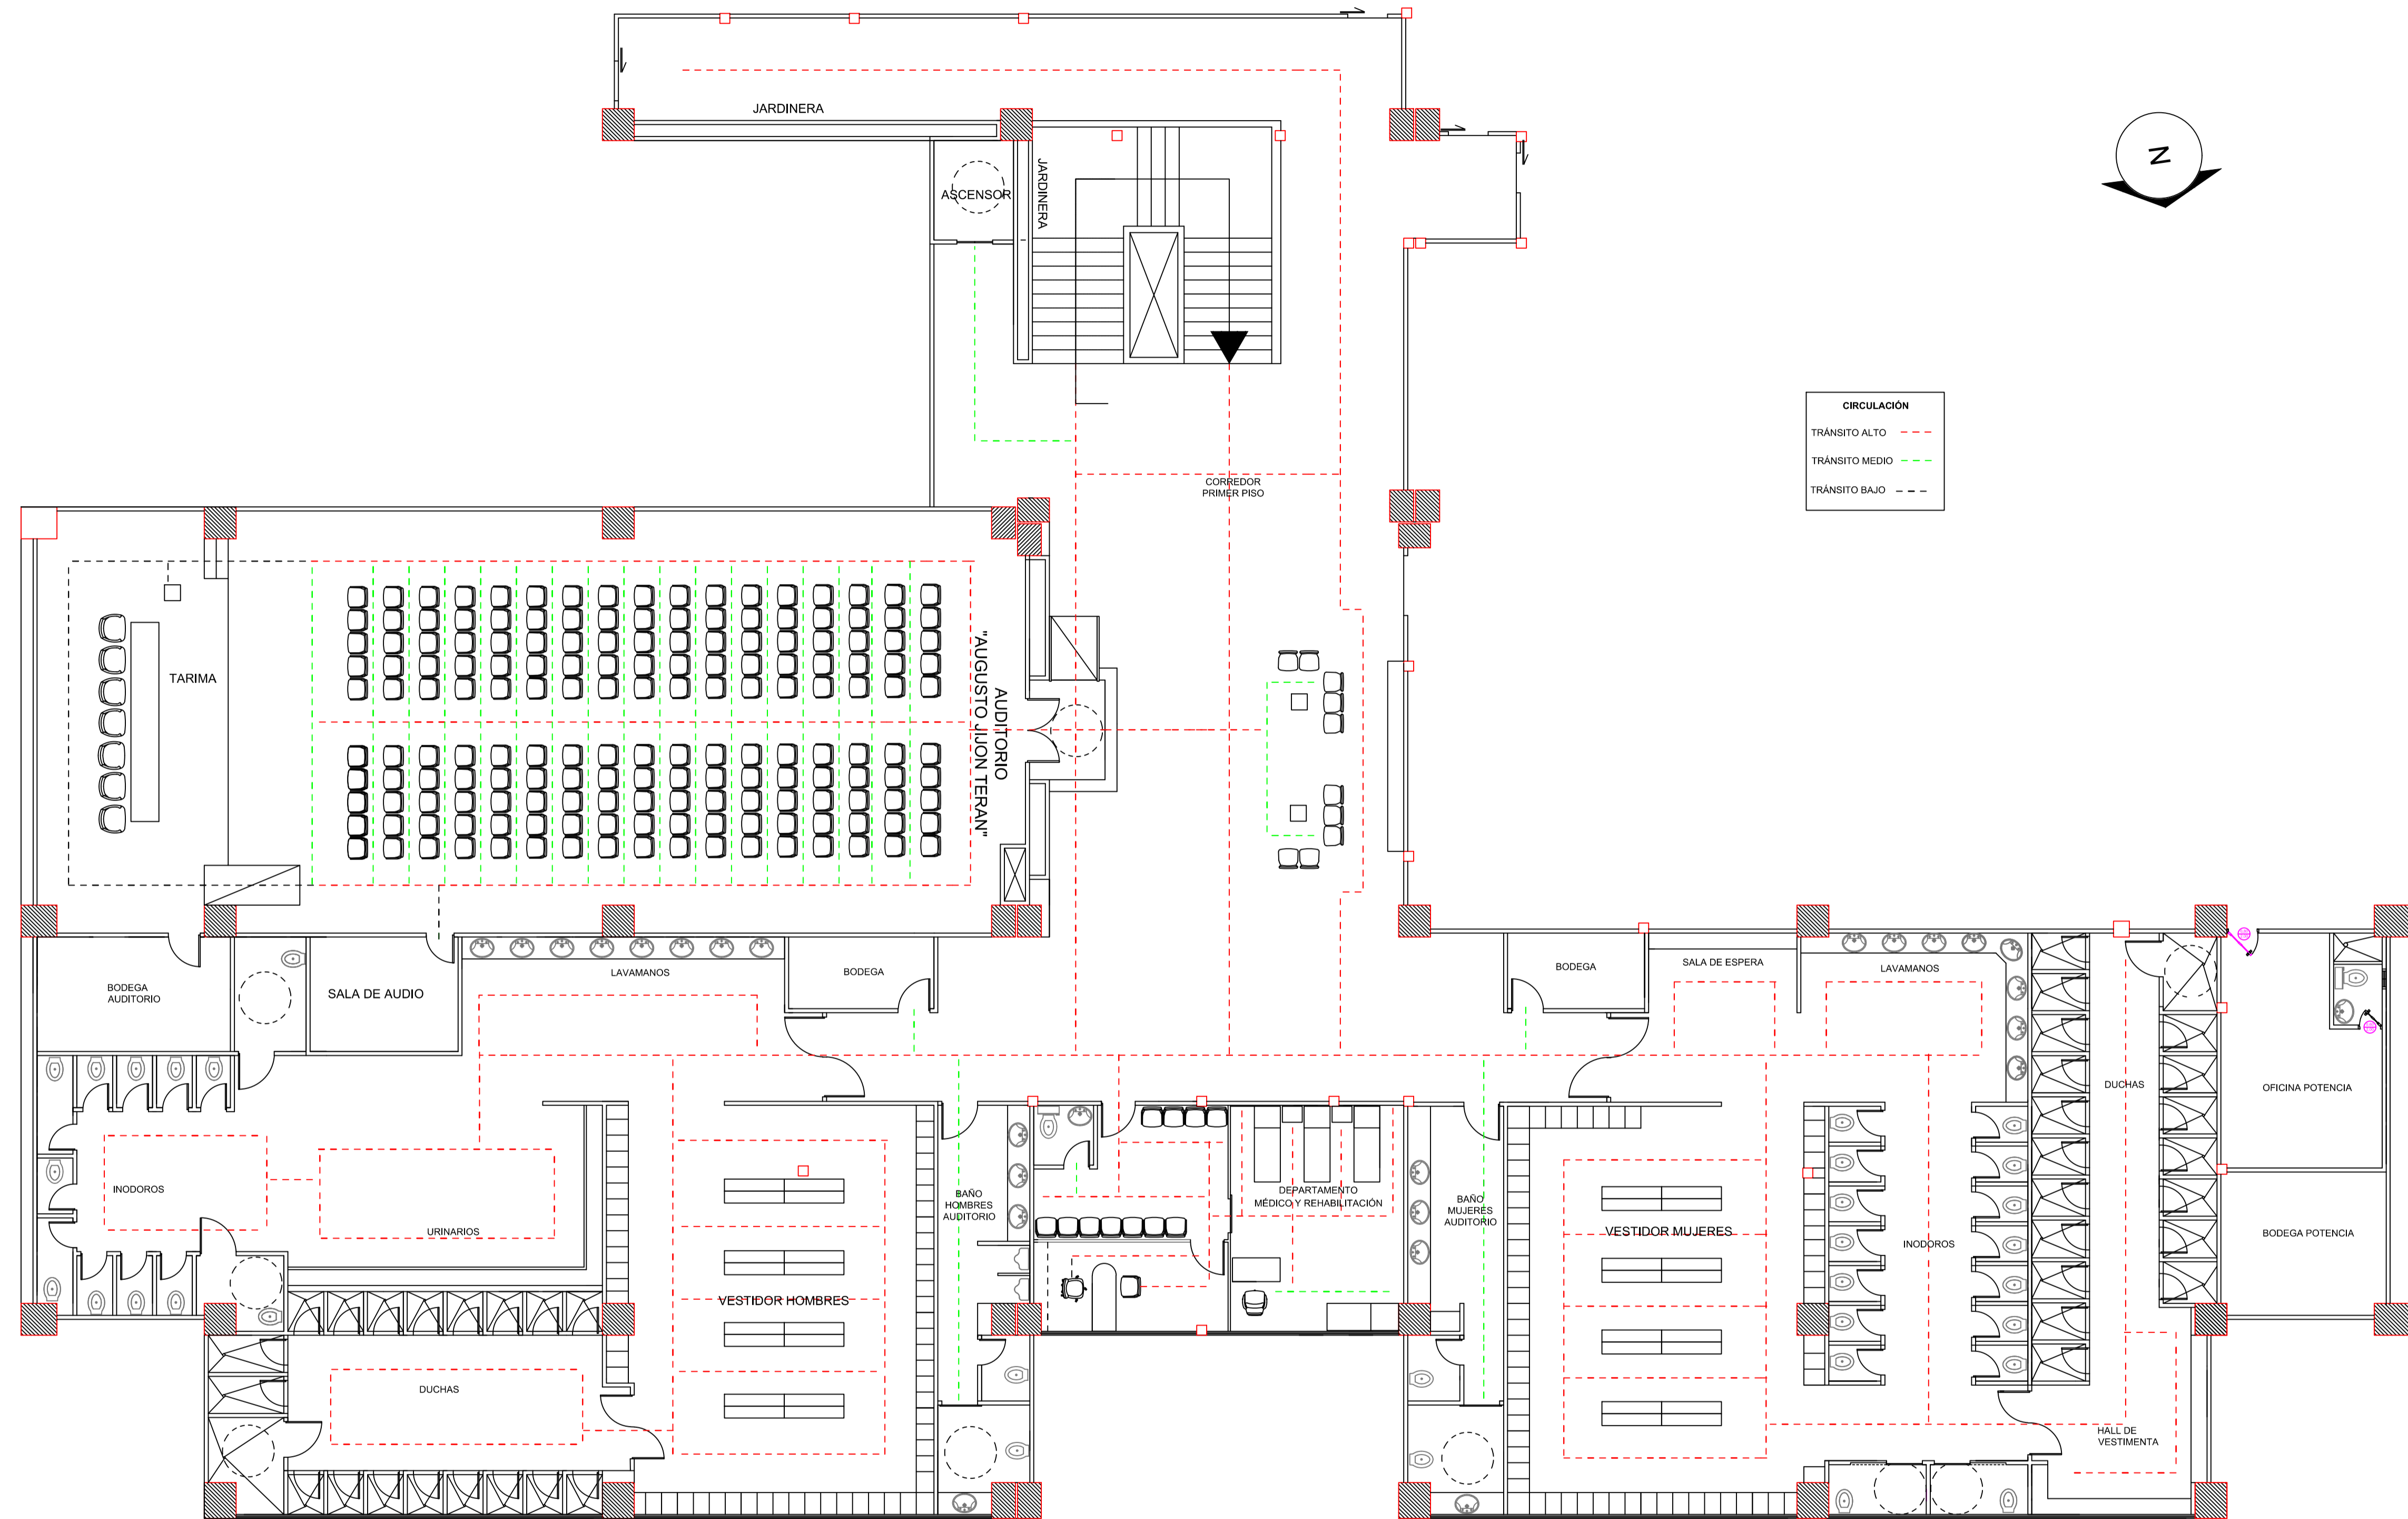 JARDINERA
JARDINERA
ASCENSOR
N
CIRCULACIÓN
TRÁNSITO ALTO
TRÁNSITO MEDIO
TRÁNSITO BAJO
CORREDOR
PRIMER PISO
TARIMA
AUDITORIO
"AUGUSTO JIJON TERAN"
BODEGA
AUDITORIO
SALA DE AUDIO
LAVAMANOS
BODEGA
BODEGA
SALA DE ESPERA
LAVAMANOS
DUCHAS
OFICINA POTENCIA
INODOROS
URINARIOS
BAÑO
HOMBRES
AUDITORIO
DEPARTAMENTO
MÉDICO Y REHABILITACIÓN
BAÑO
MUJERES
AUDITORIO
VESTIDOR MUJERES
INODOROS
BODEGA POTENCIA
VESTIDOR HOMBRES
DUCHAS
HALL DE
VESTIMENTA